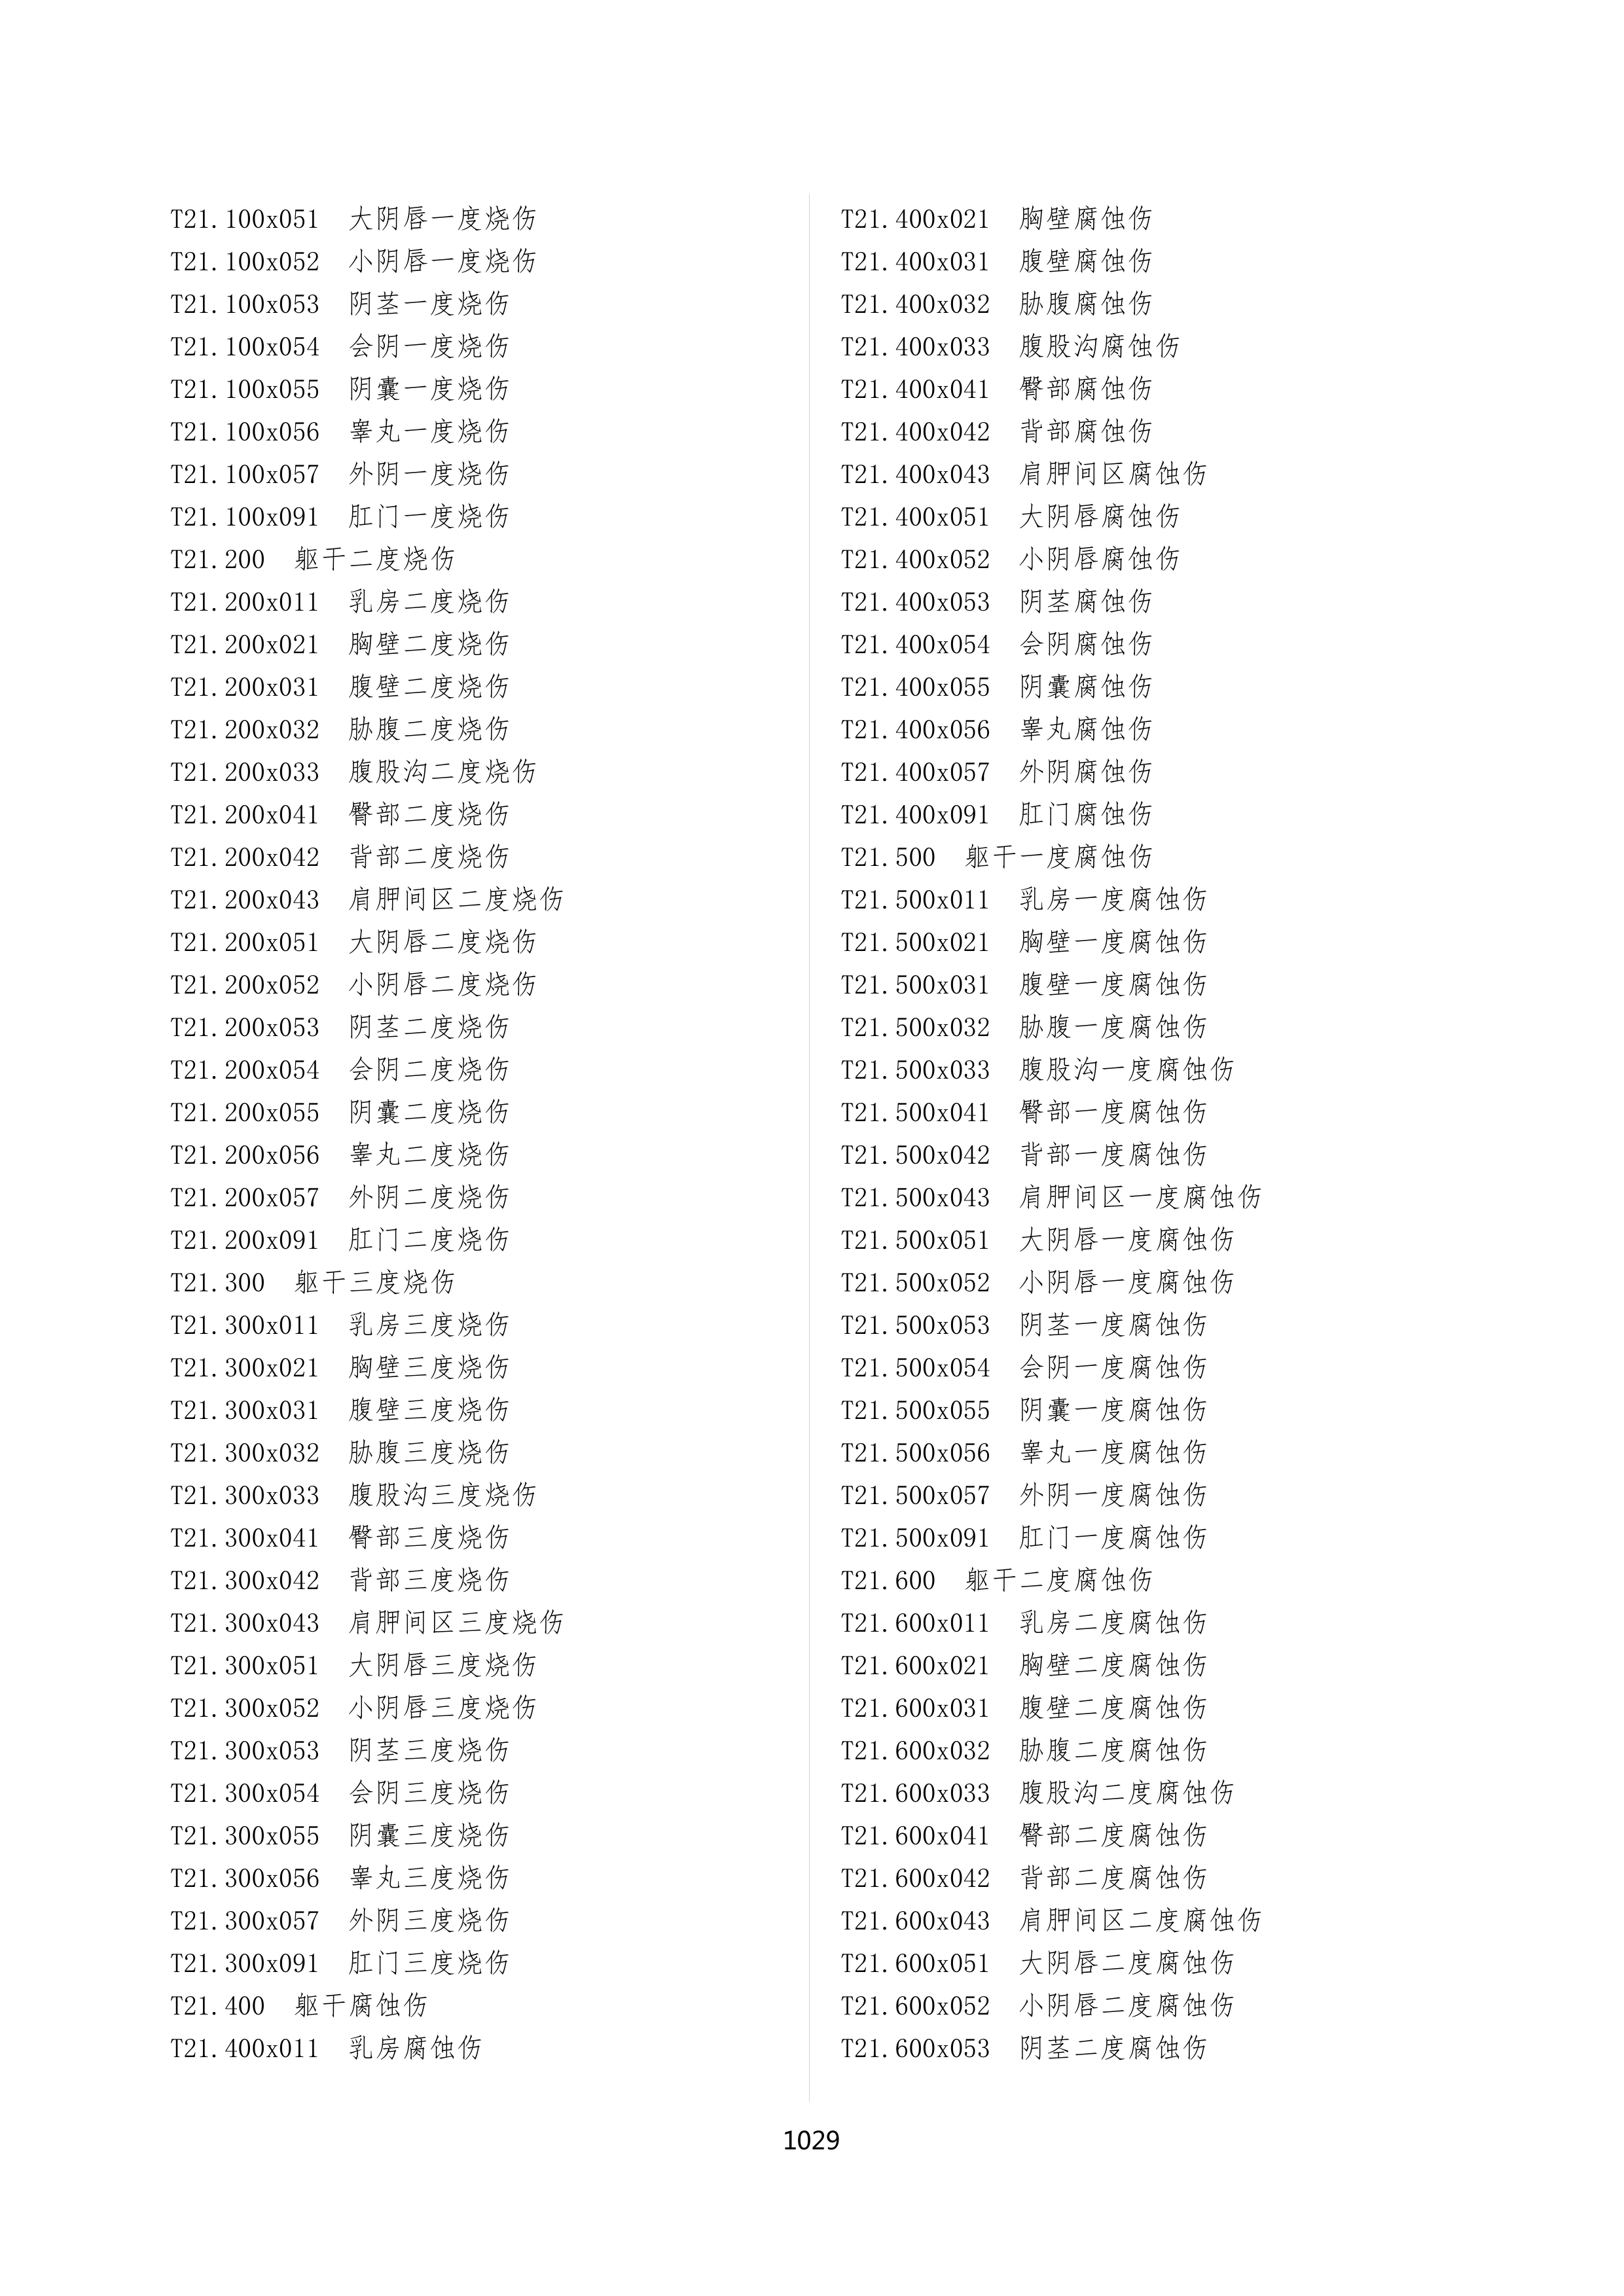 T21.100x051 大阴唇一度烧伤
T21.100x052 小阴唇一度烧伤
T21.100x053 阴茎一度烧伤
T21.100x054 会阴一度烧伤
T21.100x055 阴囊一度烧伤
T21.100x056 睾丸一度烧伤
T21.100x057 外阴一度烧伤
T21.100x091 肛门一度烧伤
T21.200 躯干二度烧伤
T21.200x011 乳房二度烧伤
T21.200x021 胸壁二度烧伤
T21.200x031 腹壁二度烧伤
T21.200x032 胁腹二度烧伤
T21.200x033 腹股沟二度烧伤
T21.200x041 臀部二度烧伤
T21.200x042 背部二度烧伤
T21.200x043 肩胛间区二度烧伤
T21.200x051 大阴唇二度烧伤
T21.200x052 小阴唇二度烧伤
T21.200x053 阴茎二度烧伤
T21.200x054 会阴二度烧伤
T21.200x055 阴囊二度烧伤
T21.200x056 睾丸二度烧伤
T21.200x057 外阴二度烧伤
T21.200x091 肛门二度烧伤
T21.300 躯干三度烧伤
T21.300x011 乳房三度烧伤
T21.300x021 胸壁三度烧伤
T21.300x031 腹壁三度烧伤
T21.300x032 胁腹三度烧伤
T21.300x033 腹股沟三度烧伤
T21.300x041 臀部三度烧伤
T21.300x042 背部三度烧伤
T21.300x043 肩胛间区三度烧伤
T21.300x051 大阴唇三度烧伤
T21.300x052 小阴唇三度烧伤
T21.300x053 阴茎三度烧伤
T21.300x054 会阴三度烧伤
T21.300x055 阴囊三度烧伤
T21.300x056 睾丸三度烧伤
T21.300x057 外阴三度烧伤
T21.300x091 肛门三度烧伤
T21.400 躯干腐蚀伤
T21.400x011 乳房腐蚀伤
T21.400x021 胸壁腐蚀伤
T21.400x031 腹壁腐蚀伤
T21.400x032 胁腹腐蚀伤
T21.400x033 腹股沟腐蚀伤
T21.400x041 臀部腐蚀伤
T21.400x042 背部腐蚀伤
T21.400x043 肩胛间区腐蚀伤
T21.400x051 大阴唇腐蚀伤
T21.400x052 小阴唇腐蚀伤
T21.400x053 阴茎腐蚀伤
T21.400x054 会阴腐蚀伤
T21.400x055 阴囊腐蚀伤
T21.400x056 睾丸腐蚀伤
T21.400x057 外阴腐蚀伤
T21.400x091 肛门腐蚀伤
T21.500 躯干一度腐蚀伤
T21.500x011 乳房一度腐蚀伤
T21.500x021 胸壁一度腐蚀伤
T21.500x031 腹壁一度腐蚀伤
T21.500x032 胁腹一度腐蚀伤
T21.500x033 腹股沟一度腐蚀伤
T21.500x041 臀部一度腐蚀伤
T21.500x042 背部一度腐蚀伤
T21.500x043 肩胛间区一度腐蚀伤
T21.500x051 大阴唇一度腐蚀伤
T21.500x052 小阴唇一度腐蚀伤
T21.500x053 阴茎一度腐蚀伤
T21.500x054 会阴一度腐蚀伤
T21.500x055 阴囊一度腐蚀伤
T21.500x056 睾丸一度腐蚀伤
T21.500x057 外阴一度腐蚀伤
T21.500x091 肛门一度腐蚀伤
T21.600 躯干二度腐蚀伤
T21.600x011 乳房二度腐蚀伤
T21.600x021 胸壁二度腐蚀伤
T21.600x031 腹壁二度腐蚀伤
T21.600x032 胁腹二度腐蚀伤
T21.600x033 腹股沟二度腐蚀伤
T21.600x041 臀部二度腐蚀伤
T21.600x042 背部二度腐蚀伤
T21.600x043 肩胛间区二度腐蚀伤
T21.600x051 大阴唇二度腐蚀伤
T21.600x052 小阴唇二度腐蚀伤
T21.600x053 阴茎二度腐蚀伤
1029